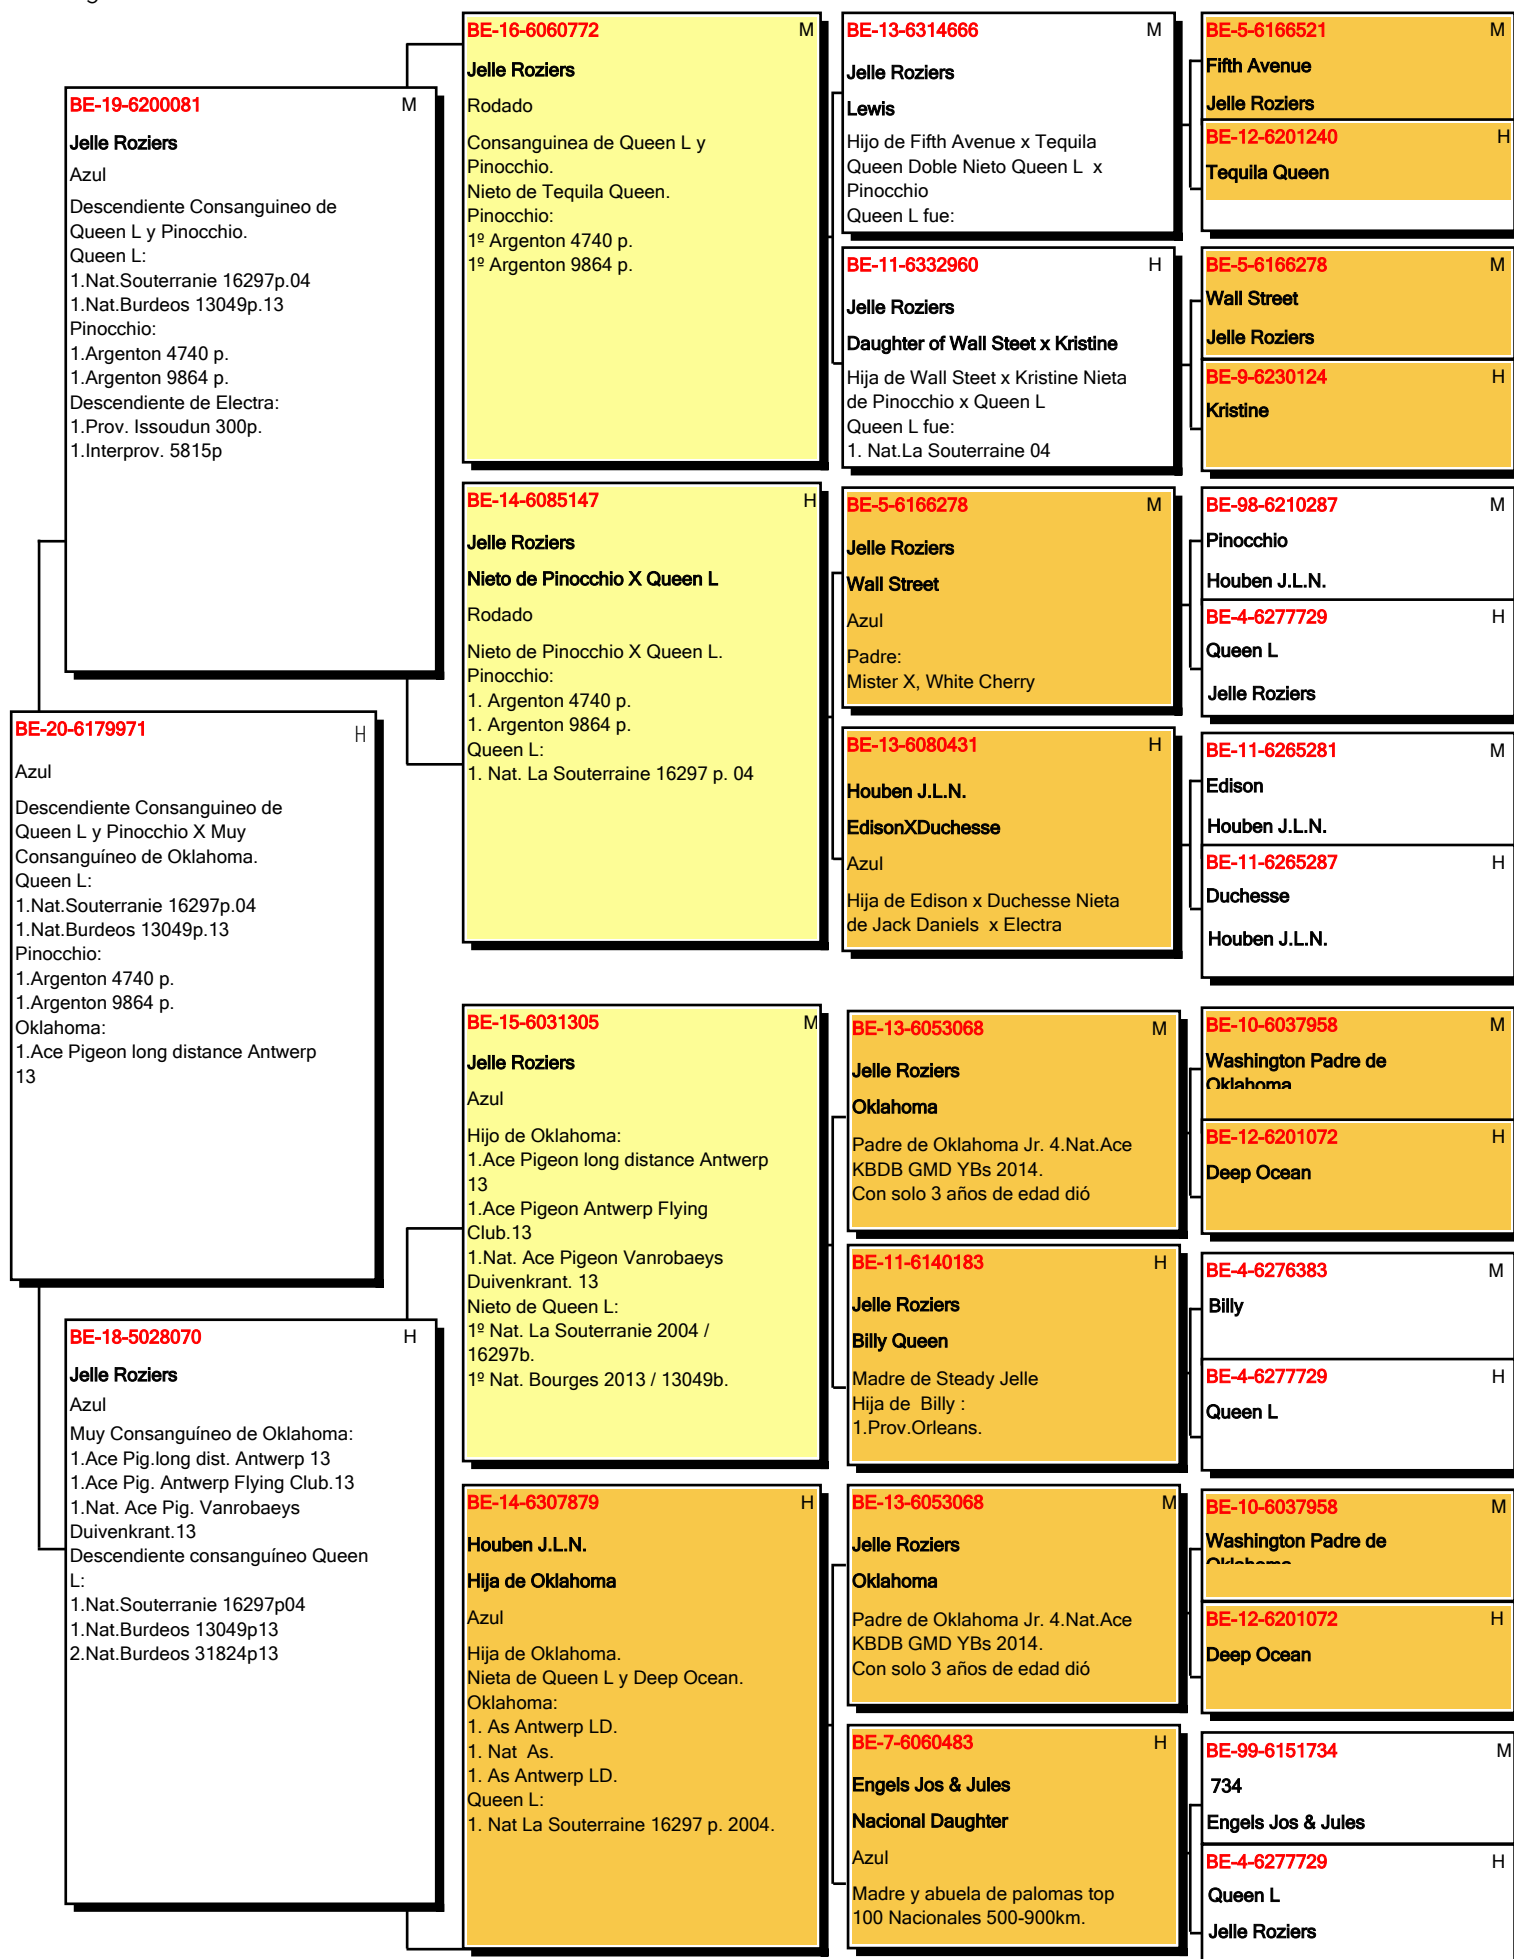 BE-20-6179971 H
Azul
Descendiente Consanguineo de
Queen L y Pinocchio X Muy
Consanguíneo de Oklahoma.
Queen L:
1.Nat.Souterranie 16297p.04
1.Nat.Burdeos 13049p.13
Pinocchio:
1.Argenton 4740 p.
1.Argenton 9864 p.
Oklahoma:
1.Ace Pigeon long distance Antwerp
13
BE-19-6200081 M
Jelle Roziers
Azul
Descendiente Consanguineo de
Queen L y Pinocchio.
Queen L:
1.Nat.Souterranie 16297p.04
1.Nat.Burdeos 13049p.13
Pinocchio:
1.Argenton 4740 p.
1.Argenton 9864 p.
Descendiente de Electra:
1.Prov. Issoudun 300p.
1.Interprov. 5815p
BE-18-5028070 H
Jelle Roziers
Azul
Muy Consanguíneo de Oklahoma:
1.Ace Pig.long dist. Antwerp 13
1.Ace Pig. Antwerp Flying Club.13
1.Nat. Ace Pig. Vanrobaeys
Duivenkrant.13
Descendiente consanguíneo Queen
L:
1.Nat.Souterranie 16297p04
1.Nat.Burdeos 13049p13
2.Nat.Burdeos 31824p13
BE-16-6060772 M
Jelle Roziers
Rodado
Consanguinea de Queen L y
Pinocchio.
Nieto de Tequila Queen.
Pinocchio:
1º Argenton 4740 p.
1º Argenton 9864 p.
BE-14-6085147 H
Jelle Roziers
Nieto de Pinocchio X Queen L
Rodado
Nieto de Pinocchio X Queen L.
Pinocchio:
1. Argenton 4740 p.
1. Argenton 9864 p.
Queen L:
1. Nat. La Souterraine 16297 p. 04
BE-15-6031305 M
Jelle Roziers
Azul
Hijo de Oklahoma:
1.Ace Pigeon long distance Antwerp
13
1.Ace Pigeon Antwerp Flying
Club.13
1.Nat. Ace Pigeon Vanrobaeys
Duivenkrant. 13
Nieto de Queen L:
1º Nat. La Souterranie 2004 /
16297b.
1º Nat. Bourges 2013 / 13049b.
BE-14-6307879 H
Houben J.L.N.
Hija de Oklahoma
Azul
Hija de Oklahoma.
Nieta de Queen L y Deep Ocean.
Oklahoma:
1. As Antwerp LD.
1. Nat As.
1. As Antwerp LD.
Queen L:
1. Nat La Souterraine 16297 p. 2004.
BE-13-6314666 M
Jelle Roziers
Lewis
Hijo de Fifth Avenue x Tequila
Queen Doble Nieto Queen L x
Pinocchio
Queen L fue:
BE-11-6332960 H
Jelle Roziers
Daughter of Wall Steet x Kristine
Hija de Wall Steet x Kristine Nieta
de Pinocchio x Queen L
Queen L fue:
1. Nat.La Souterraine 04
BE-5-6166278 M
Jelle Roziers
Wall Street
Azul
Padre:
Mister X, White Cherry
BE-13-6080431 H
Houben J.L.N.
EdisonXDuchesse
Azul
Hija de Edison x Duchesse Nieta
de Jack Daniels x Electra
BE-13-6053068 M
Jelle Roziers
Oklahoma
Padre de Oklahoma Jr. 4.Nat.Ace
KBDB GMD YBs 2014.
Con solo 3 años de edad dió
BE-11-6140183 H
Jelle Roziers
Billy Queen
Madre de Steady Jelle
Hija de Billy :
1.Prov.Orleans.
BE-13-6053068 M
Jelle Roziers
Oklahoma
Padre de Oklahoma Jr. 4.Nat.Ace
KBDB GMD YBs 2014.
Con solo 3 años de edad dió
BE-7-6060483 H
Engels Jos & Jules
Nacional Daughter
Azul
Madre y abuela de palomas top
100 Nacionales 500-900km.
BE-5-6166521 M
Fifth Avenue
Jelle Roziers
BE-12-6201240 H
Tequila Queen
BE-5-6166278 M
Wall Street
Jelle Roziers
BE-9-6230124 H
Kristine
BE-98-6210287 M
Pinocchio
Houben J.L.N.
BE-4-6277729 H
Queen L
Jelle Roziers
BE-11-6265281 M
Edison
Houben J.L.N.
BE-11-6265287 H
Duchesse
Houben J.L.N.
BE-10-6037958 M
Washington Padre de
Oklahoma
BE-12-6201072 H
Deep Ocean
BE-4-6276383 M
Billy
BE-4-6277729 H
Queen L
BE-10-6037958 M
Washington Padre de
BE-12-6201072 H
Deep Ocean
BE-99-6151734 M
734
Engels Jos & Jules
BE-4-6277729 H
Queen L
Jelle Roziers